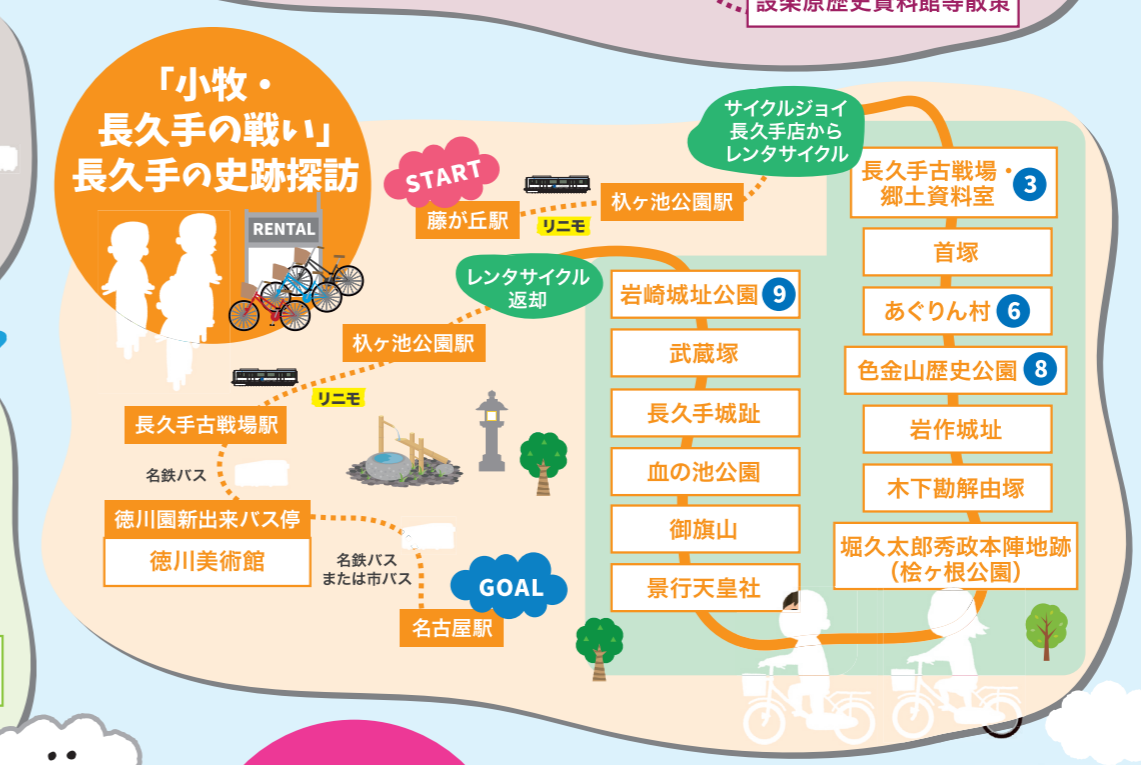 設楽原歴史資料館等散策
「小牧・
長久手の戦い」
長久手の史跡探訪
RENTAL
START
藤が丘駅
リニモ
杁ヶ池公園駅
サイクルジョイ
長久手店から
レンタサイクル
長久手古戦場・
郷土資料室
3
首塚
あぐりん村 6
色金山歴史公園 8
岩作城址
木下勘解由塚
堀久太郎秀政本陣地跡
(桧ヶ根公園)
景行天皇社
御旗山
血の池公園
長久手城趾
武蔵塚
岩崎城址公園 9
レンタサイクル
返却
杁ヶ池公園駅
リニモ
長久手古戦場駅
名鉄バス
徳川園新出来バス停
徳川美術館
名鉄バス
または市バス
名古屋駅
GOAL